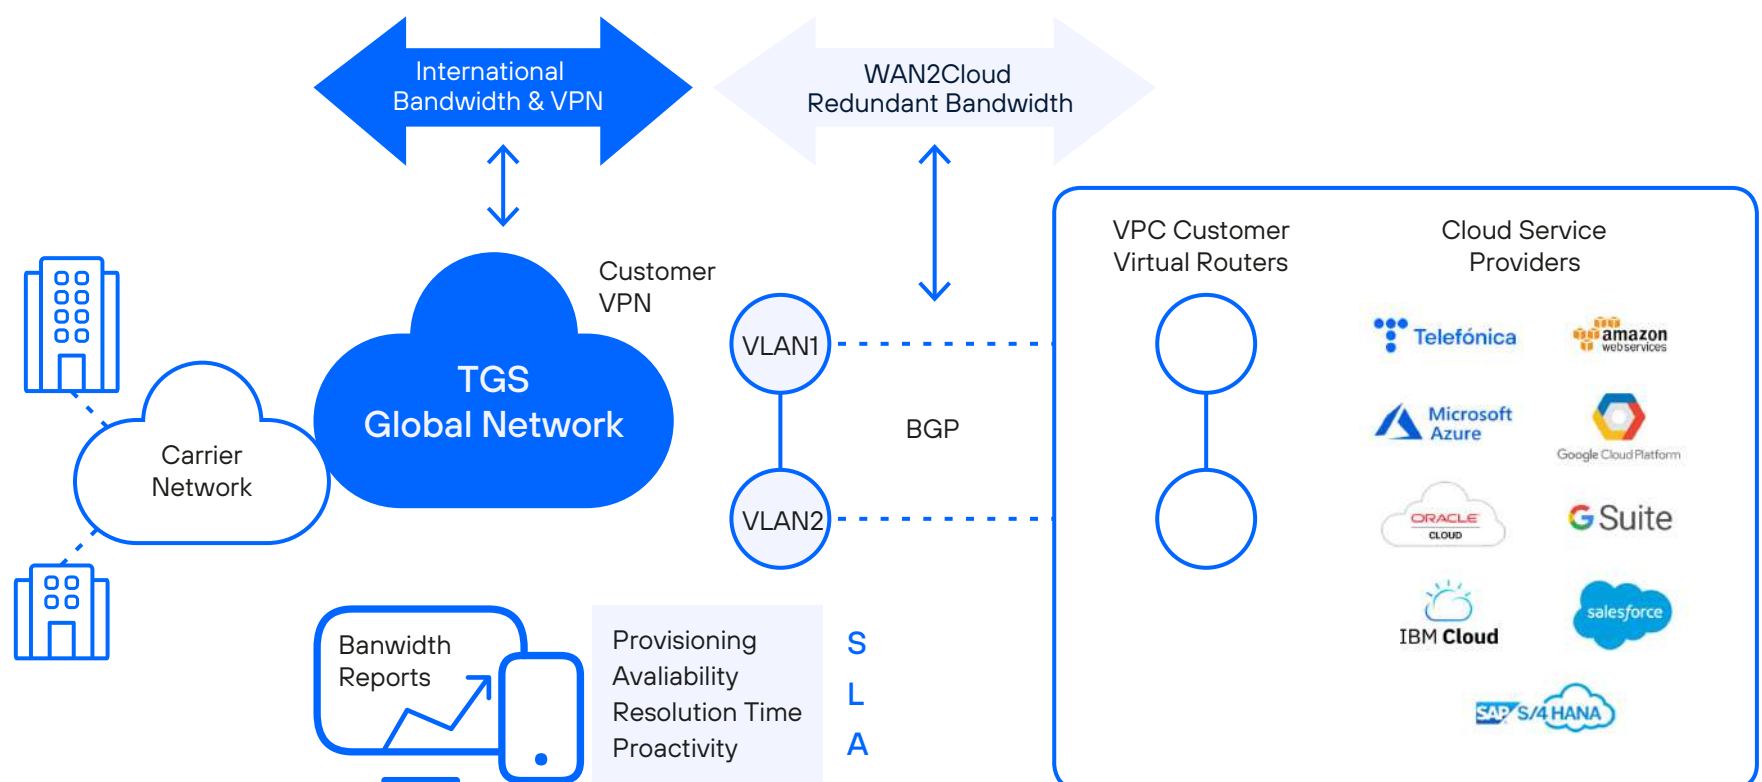 International
Bandwidth & VPN
WAN2Cloud
Redundant Bandwidth
Customer
VPN
TGS
Global Network
Carrier
Network
VLAN1
BGP
VLAN2
VPC Customer
Virtual Routers
Cloud Service
Providers
Telefónica
amazon
webservices
Microsoft
Azure
Google Cloud Platform
ORACLE
CLOUD
G Suite
IBM Cloud
salesforce
SAP S/4 HANA
Banwidth
Reports
Provisioning
Avaliability
Resolution Time
Proactivity
S
L
A